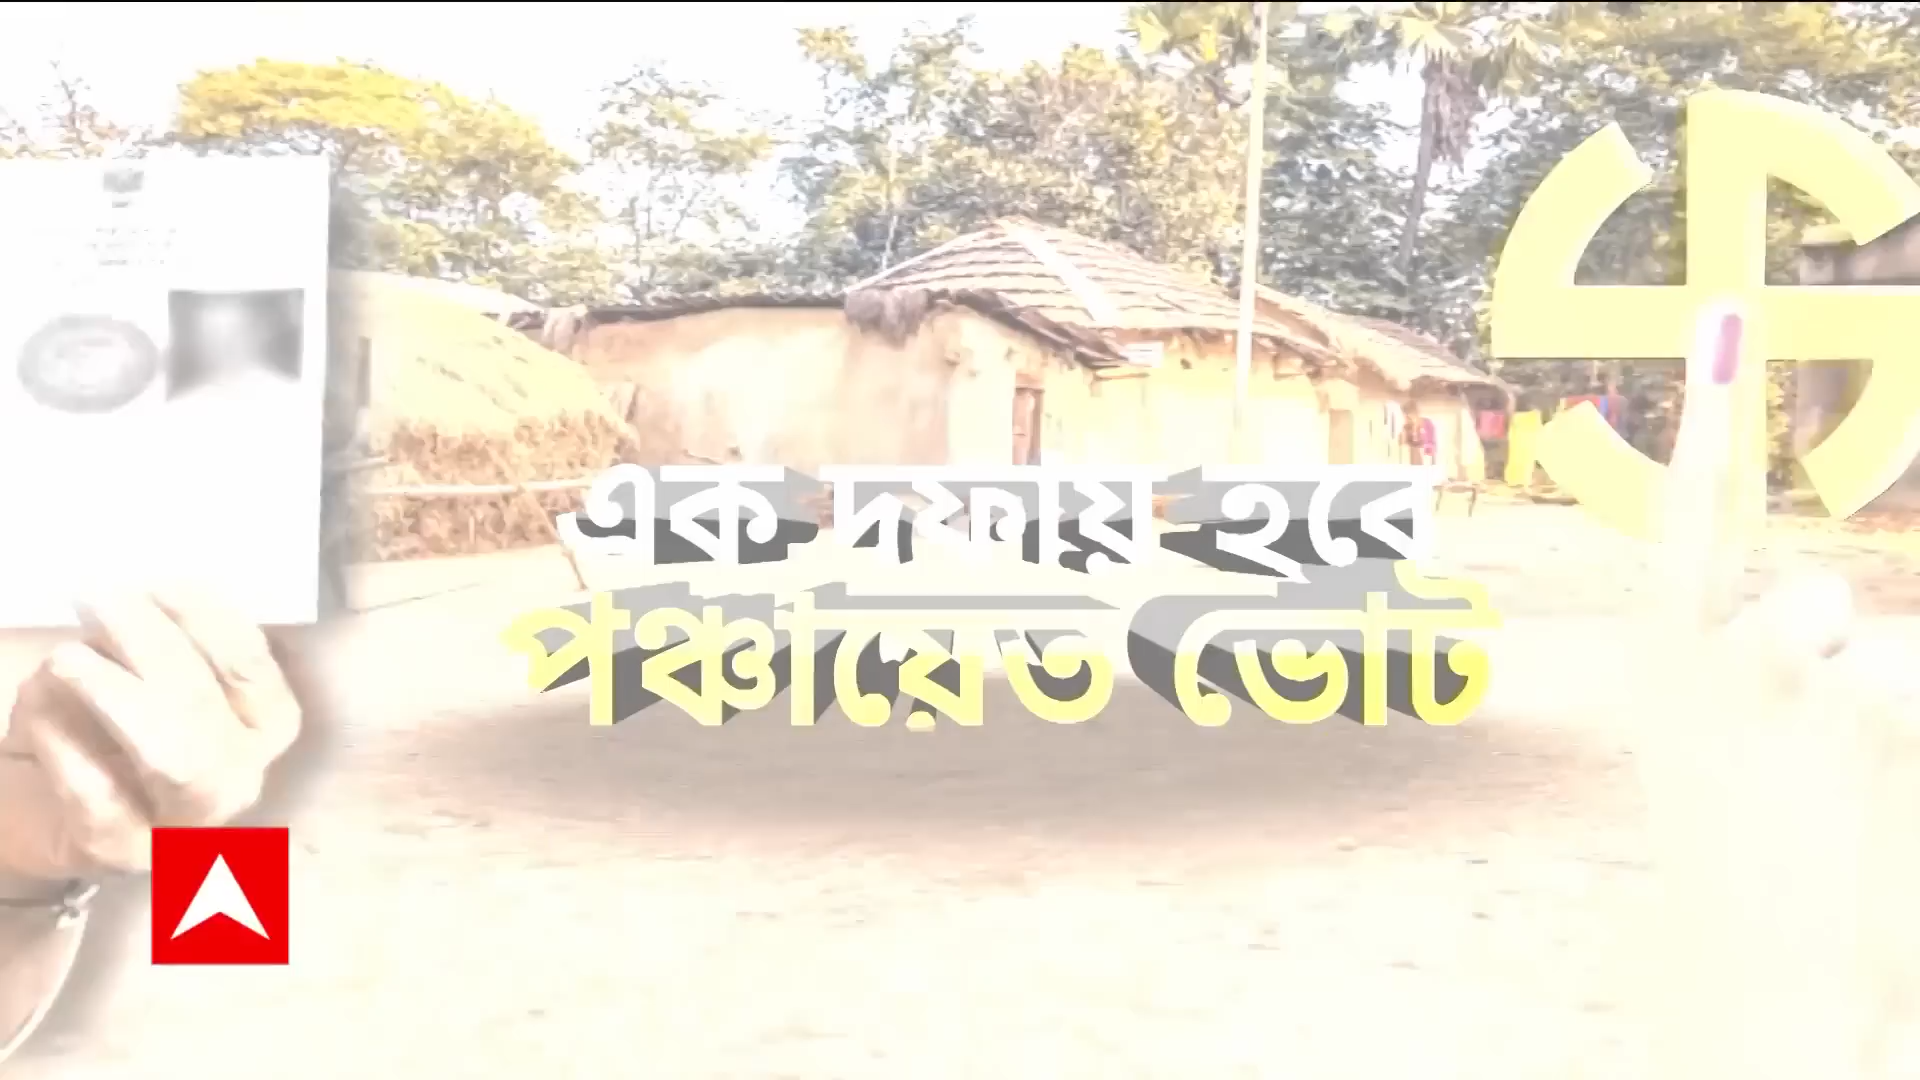 এক দফায় হবে
পঞ্চায়েত ভোট